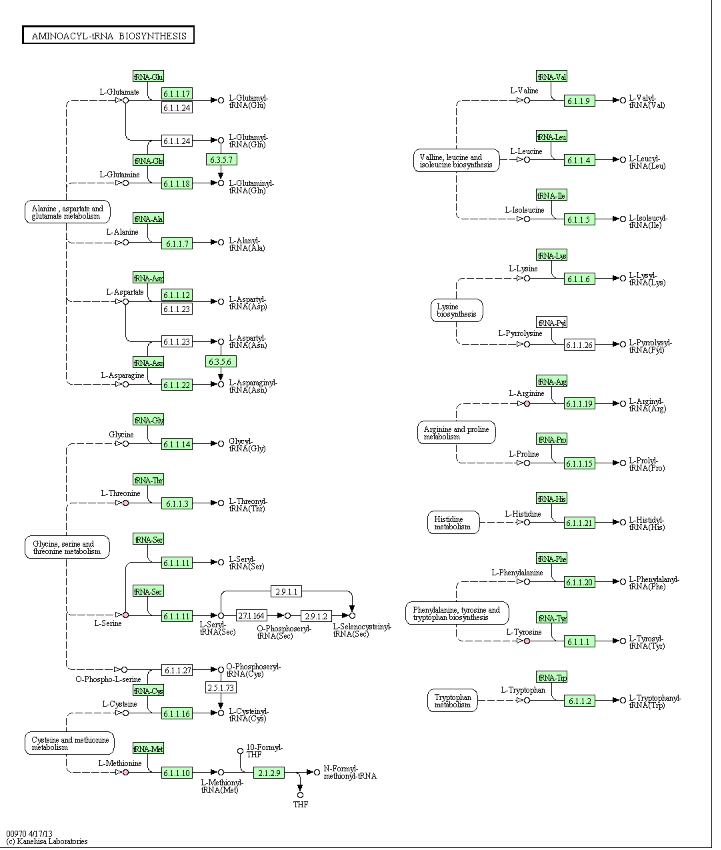 AMINOACYL-tRNA BIOSYNTHESIS
tRNA-Glu
L-Glutamate
6.1.1.17
6.1.1.24
L-Glutamyl-
tRNA(Glu)
6.1.1.24
L-Glutamyl-
tRNA(Gln)
tRNA-Gln
6.3.5.7
L-Glutamine
6.1.1.18
L-Glutaminyl-
tRNA(Gln)
Alanine, aspartate and
glutamate metabolism
tRNA-Ala
L-Alanine
6.1.1.7
L-Alanyl-
tRNA(Ala)
tRNA-Asp
L-Aspartate
6.1.1.12
6.1.1.23
L-Aspartyl-
tRNA(Asp)
6.1.1.23
L-Aspartyl-
tRNA(Asn)
tRNA-Asn
6.3.5.6
L-Asparagine
6.1.1.22
L-Asparaginyl-
tRNA(Asn)
tRNA-Gly
Glycine
6.1.1.14
Glycyl-
tRNA(Gly)
tRNA-Thr
L-Threonine
6.1.1.3
L-Threonyl-
tRNA(Thr)
Glycine, serine and
threonine metabolism
tRNA-Ser
6.1.1.11
L-Seryl-
tRNA(Ser)
tRNA-Sec
L-Serine
6.1.1.11
L-Seryl-
tRNA(Sec)
2.9.1.1
2.7.1.164
O-Phosphoseryl-
tRNA(Sec)
2.9.1.2
L-Selenocysteinyl-
tRNA(Sec)
O-Phospho-L-serine
6.1.1.27
O-Phosphoseryl-
tRNA(Cys)
tRNA-Cys
2.5.1.73
L-Cysteine
6.1.1.16
L-Cysteinyl-
tRNA(Cys)
Cysteine and methionine
metabolism
tRNA-Met
L-Methionine
6.1.1.10
L-Methionyl-
tRNA(Met)
10-Formyl-
THF
2.1.2.9
THF
N-Formyl-
methionyl-tRNA
tRNA-Val
L-Valine
6.1.1.9
L-Valyl-
tRNA(Val)
tRNA-Leu
Valine, leucine and
isoleucine biosynthesis
L-Leucine
6.1.1.4
L-Leucyl-
tRNA(Leu)
tRNA-Ile
L-Isoleucine
6.1.1.5
L-Isoleucyl-
tRNA(Ile)
tRNA-Lys
L-Lysine
6.1.1.6
L-Lysyl-
tRNA(Lys)
Lysine
biosynthesis
tRNA-Pyl
L-Pyrrolysine
6.1.1.26
L-Pyrrolysyl-
tRNA(Pyl)
tRNA-Arg
L-Arginine
6.1.1.19
L-Arginyl-
tRNA(Arg)
Arginine and proline
metabolism
tRNA-Pro
L-Proline
6.1.1.15
L-Prolyl-
tRNA(Pro)
tRNA-His
Histidine
metabolism
L-Histidine
6.1.1.21
L-Histidyl-
tRNA(His)
tRNA-Phe
L-Phenylalanine
6.1.1.20
L-Phenylalanyl-
tRNA(Phe)
Phenylalanine, tyrosine and
tryptophan biosynthesis
tRNA-Tyr
L-Tyrosine
6.1.1.1
L-Tyrosyl-
tRNA(Tyr)
tRNA-Trp
Tryptophan
metabolism
L-Tryptophan
6.1.1.2
L-Tryptophanyl-
tRNA(Trp)
00970 4/17/13
(c) Kanehisa Laboratories